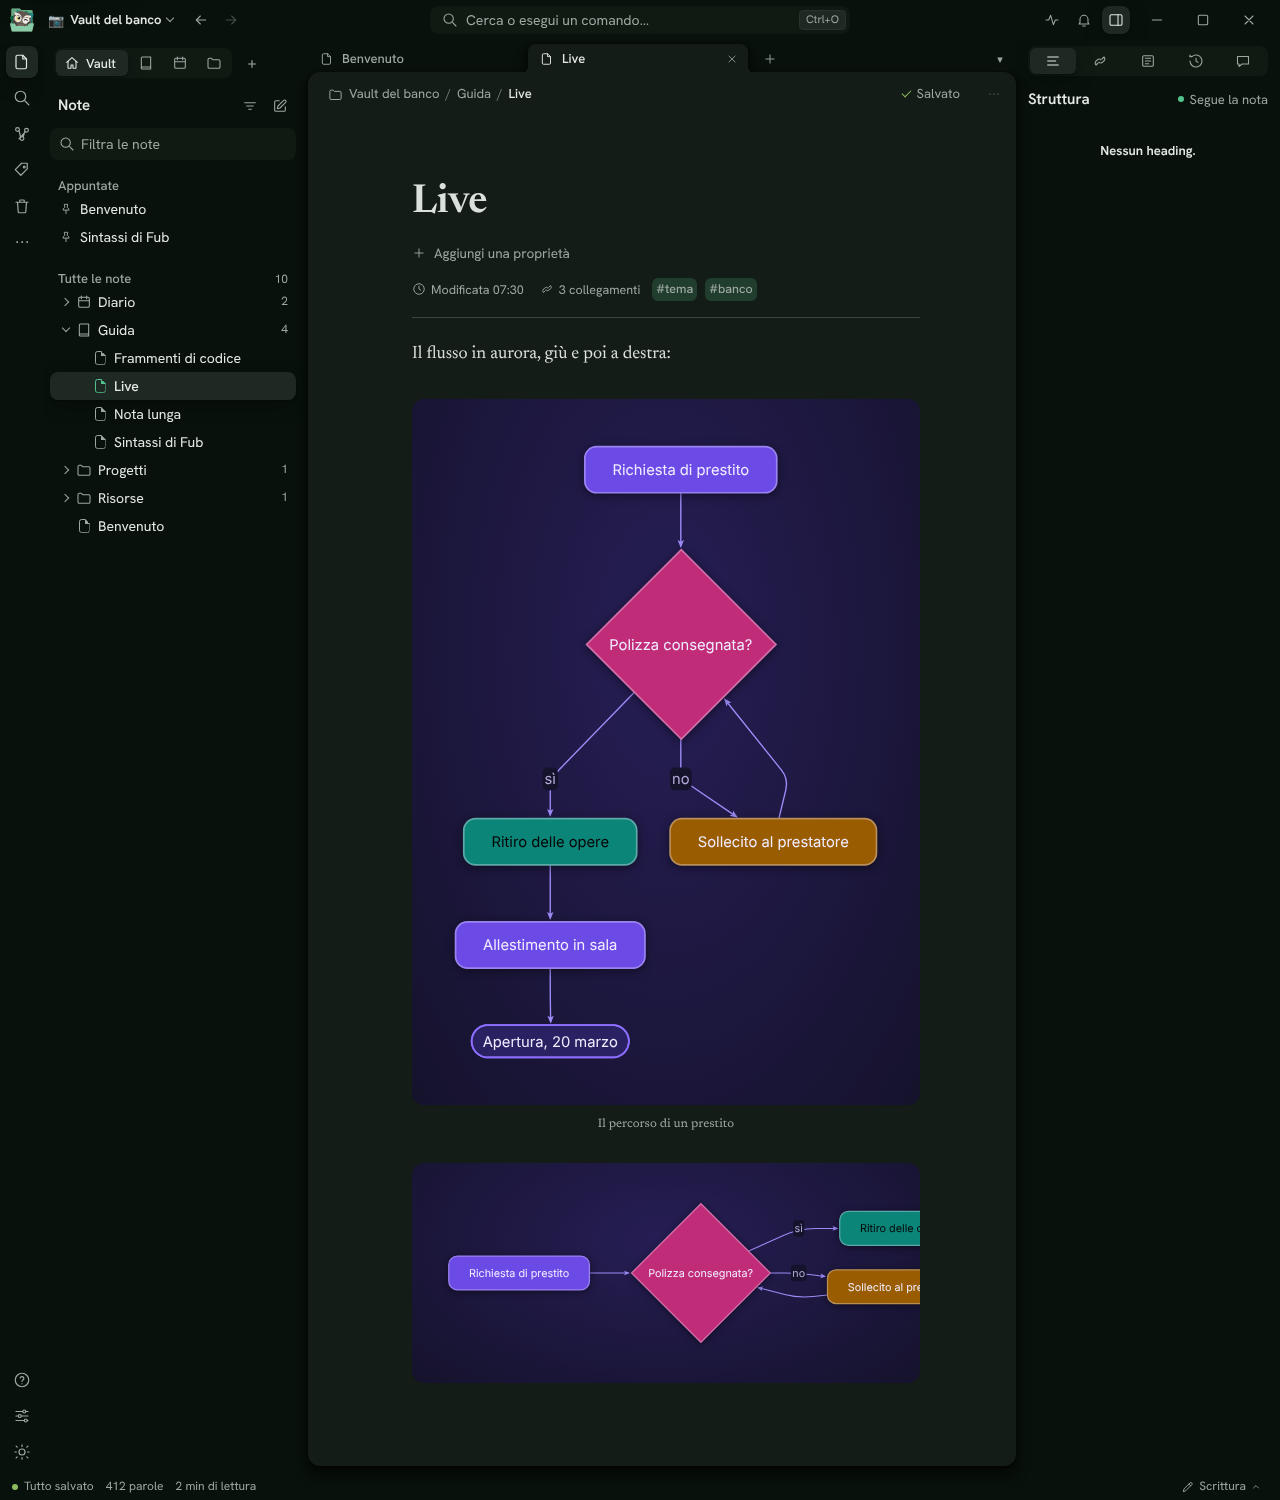 Vault del banco
Cerca o esegui un comando...
Ctrl+O
Vault
Benvenuto
Live
Note
Filtra le note
Appuntate
Benvenuto
Sintassi di Fub
Tutte le note 10
Diario 2
Guida 4
Frammenti di codice
Live
Nota lunga
Sintassi di Fub
Progetti 1
Risorse 1
Benvenuto
Vault del banco / Guida / Live
Salvato
Live
Aggiungi una proprietà
Modificata 07:30 3 collegamenti #tema #banco
Il flusso in aurora, giù e poi a destra:
Richiesta di prestito
Polizza consegnata?
sì
no
Ritiro delle opere
Sollecito al prestatore
Allestimento in sala
Apertura, 20 marzo
Il percorso di un prestito
Richiesta di prestito
Polizza consegnata?
sì
no
Ritiro delle
Sollecito al pre
Struttura
Segue la nota
Nessun heading.
Tutto salvato 412 parole 2 min di lettura
Scrittura